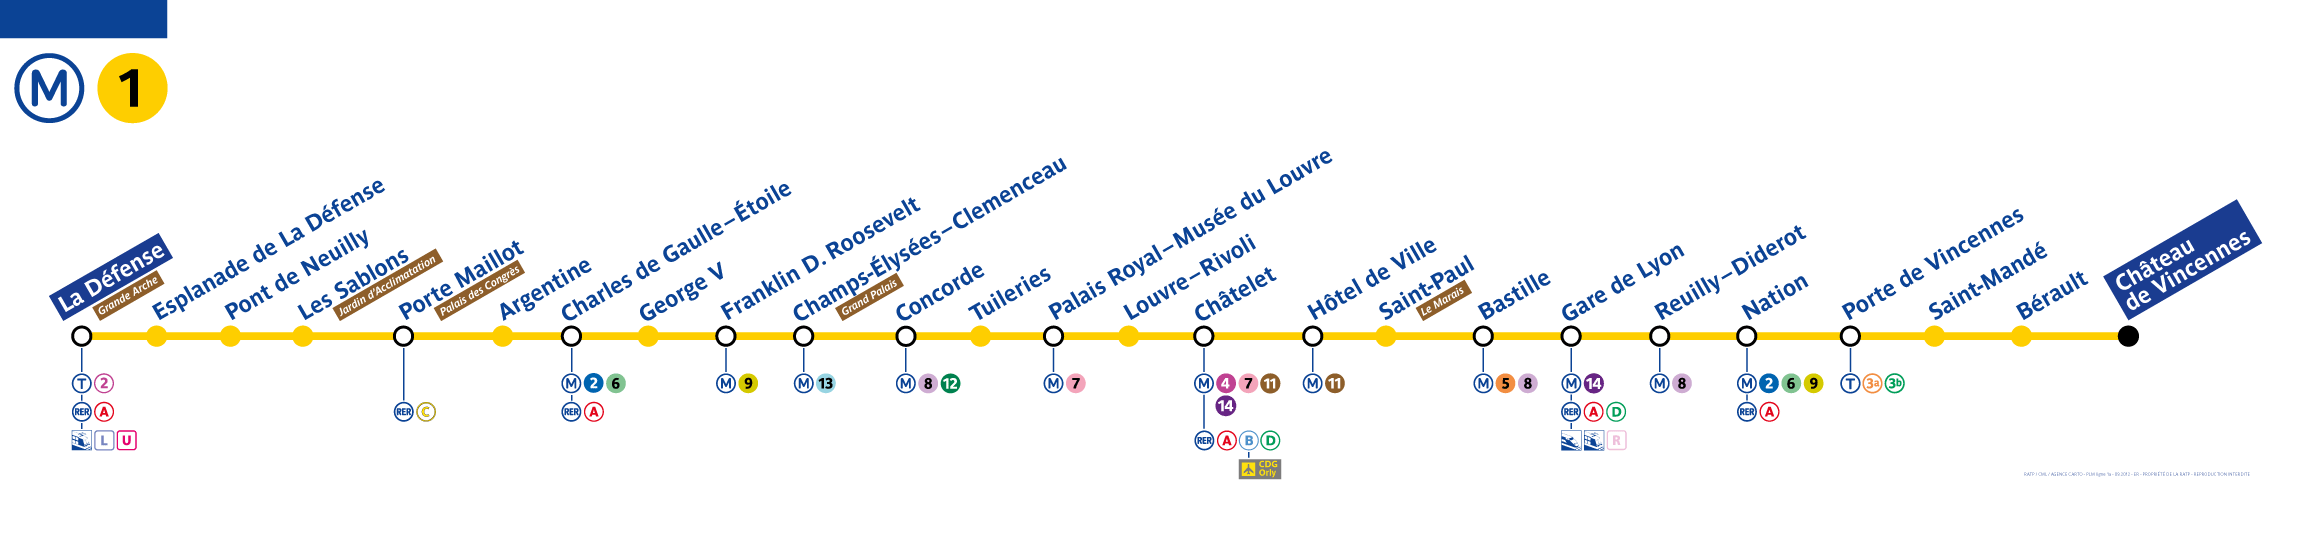 M 1
La Défense
Grande Arche
Esplanade de La Défense
Pont de Neuilly
Les Sablons
Jardin d'Acclimatation
Porte Maillot
Palais des Congrès
Argentine
Charles de Gaulle–Étoile
George V
Franklin D. Roosevelt
Champs-Élysées–Clemenceau
Grand Palais
Concorde
Tuileries
Palais Royal–Musée du Louvre
Louvre–Rivoli
Châtelet
Hôtel de Ville
Saint-Paul
Le Marais
Bastille
Gare de Lyon
Reuilly–Diderot
Nation
Porte de Vincennes
Saint-Mandé
Bérault
Château
de Vincennes
T 2
RER A
L U
RER C
M 2 6
RER A
M 9
M 13
M 8 12
M 7
M 4 7 11
14
RER A B D
CDG
Orly
M 11
M 5 8
M 14
RER A D
R
M 8
M 2 6 9
RER A
T 3a 3b